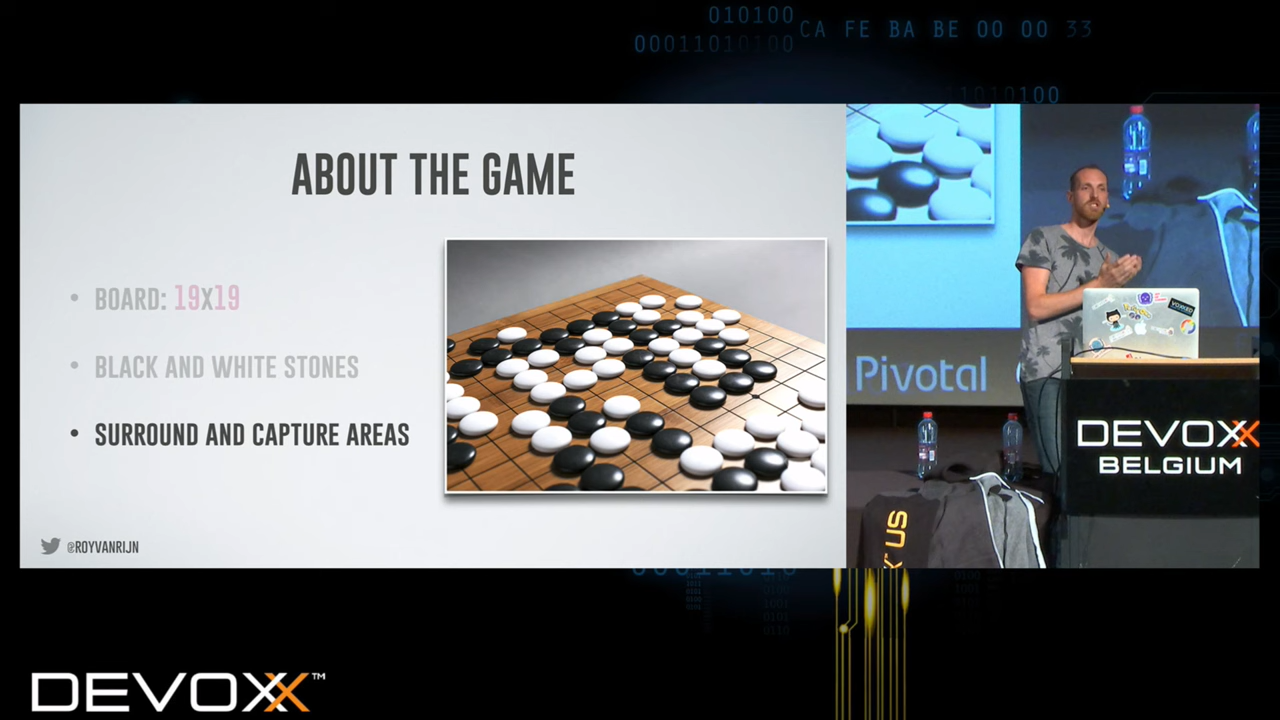 010100
00011010100
CA FE BA BE 00 00 33
1010100
ABOUT THE GAME
• BOARD: 19X19
• BLACK AND WHITE STONES
• SURROUND AND CAPTURE AREAS
@ROYVANRIJN
Pivotal
DEVOXX
BELGIUM
US
DEVOXX™